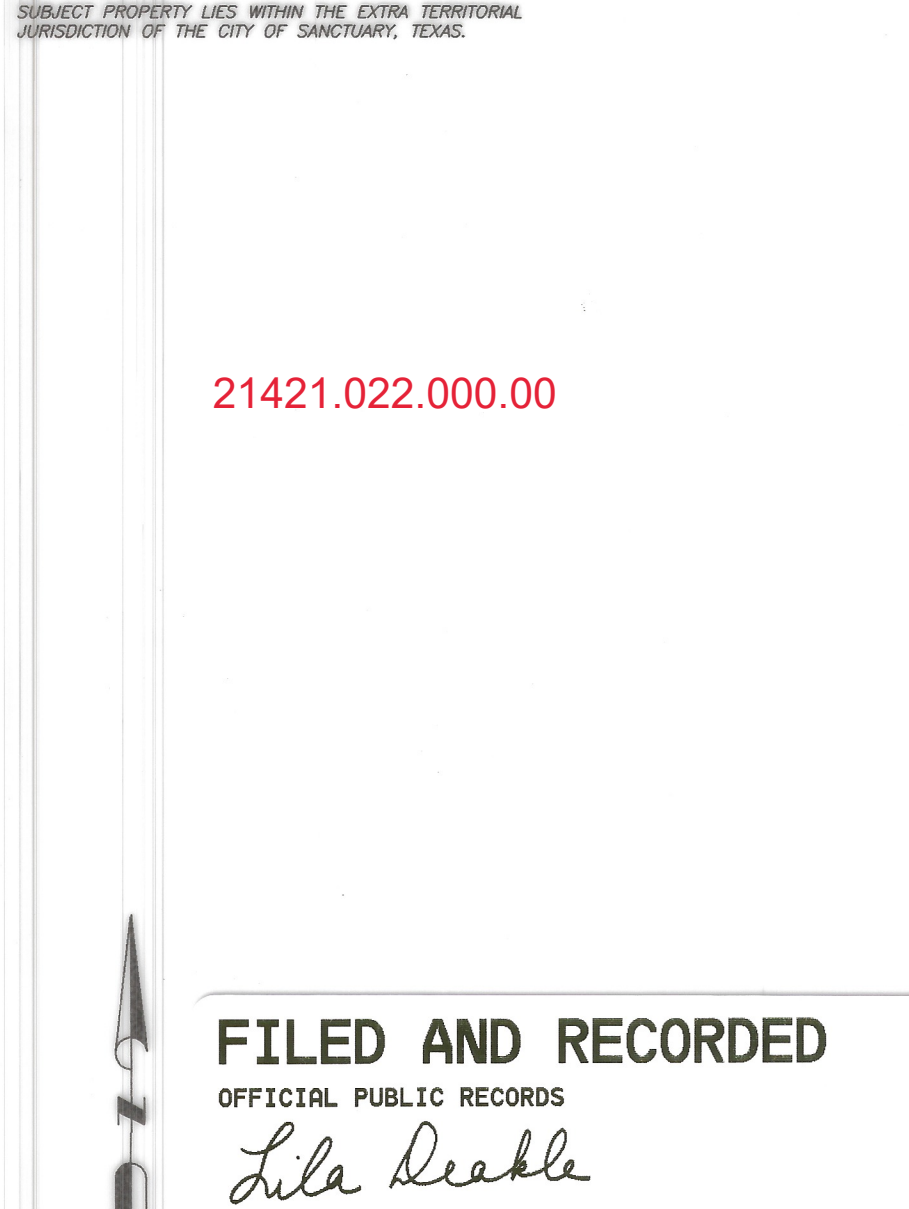 SUBJECT PROPERTY LIES WITHIN THE EXTRA TERRITORIAL
JURISDICTION OF THE CITY OF SANCTUARY, TEXAS.
21421.022.000.00
FILED AND RECORDED
OFFICIAL PUBLIC RECORDS
Lila Deakle
N